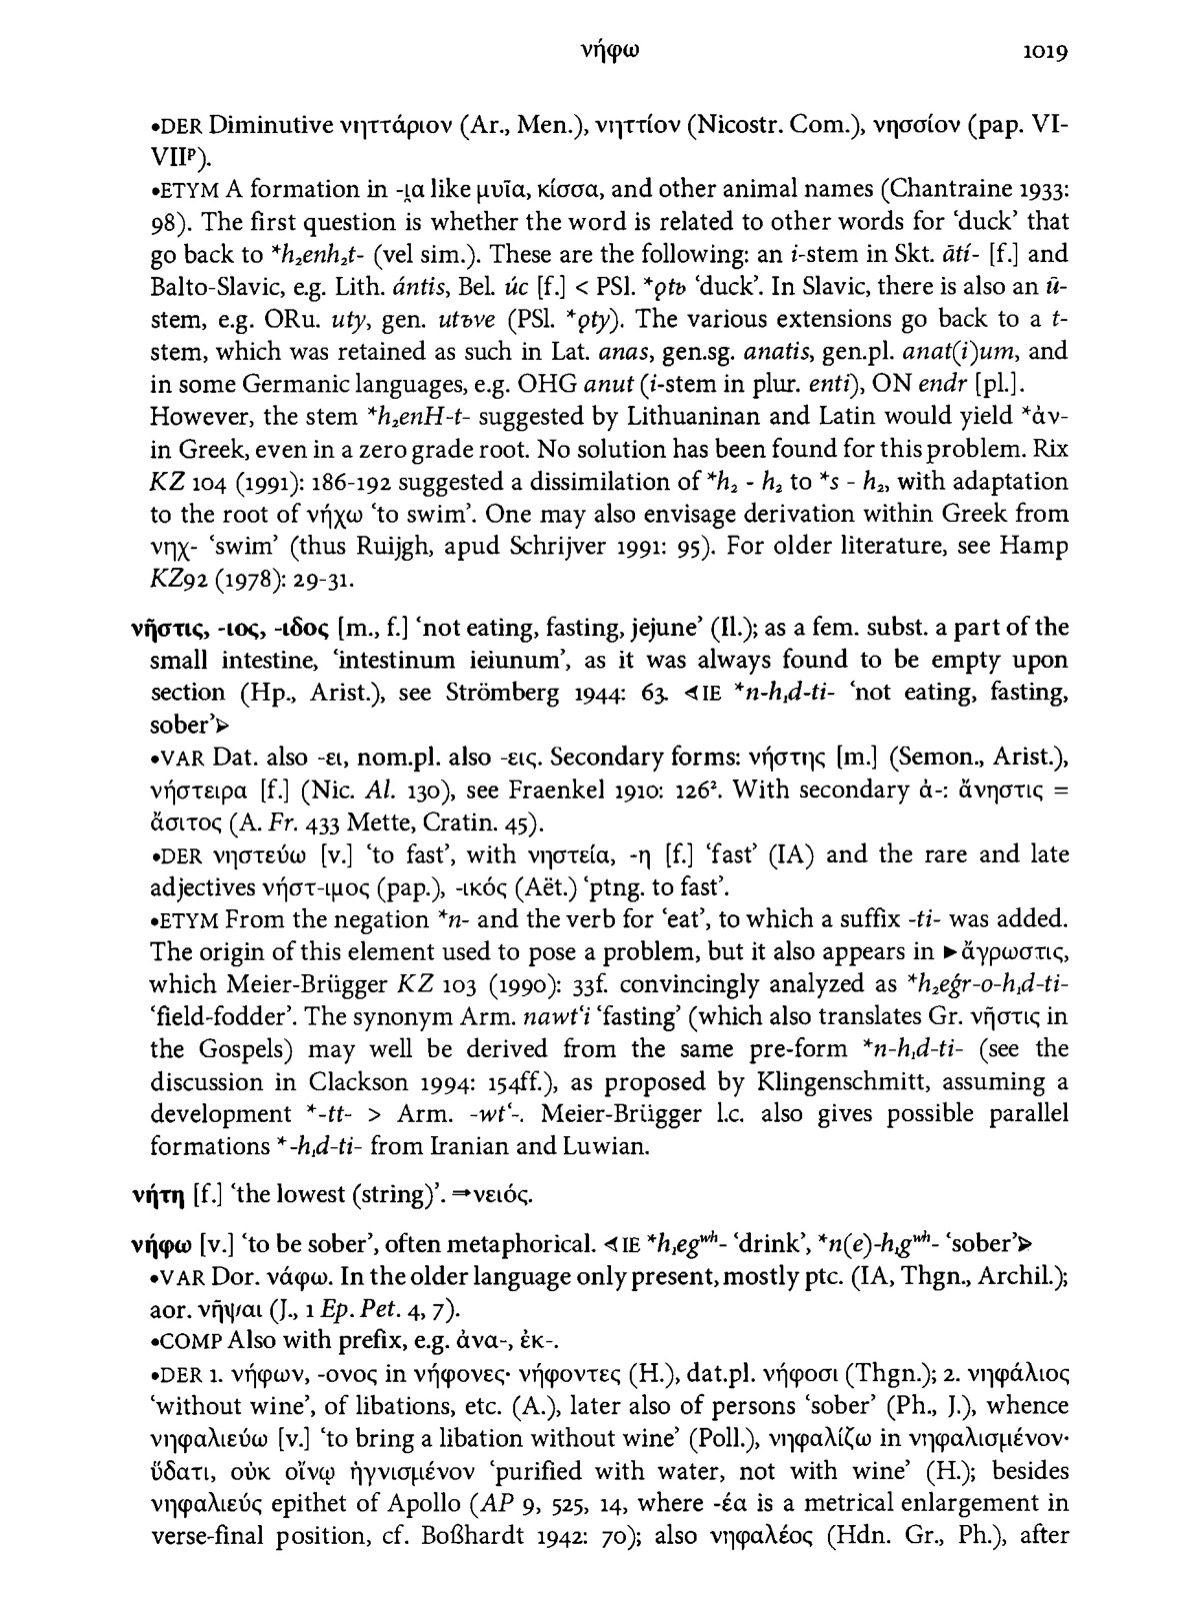 νήφω 1019
•DER Diminutive νηττάριον (Ar., Men.), νηττίον (Nicostr. Com.), νησσίον (pap. VI-
VIIᵖ).
•ETYM A formation in -ι̯α like μυῖα, κίσσα, and other animal names (Chantraine 1933:
98). The first question is whether the word is related to other words for ‘duck’ that
go back to *h₂enh₂t- (vel sim.). These are the following: an i-stem in Skt. ātí- [f.] and
Balto-Slavic, e.g. Lith. ántis, Bel. úc [f.] < PSl. *ǫtь ‘duck’. In Slavic, there is also an ū-
stem, e.g. ORu. uty, gen. utъve (PSl. *ǫty). The various extensions go back to a t-
stem, which was retained as such in Lat. anas, gen.sg. anatis, gen.pl. anat(i)um, and
in some Germanic languages, e.g. OHG anut (i-stem in plur. enti), ON endr [pl.].
However, the stem *h₂enH-t- suggested by Lithuaninan and Latin would yield *ἀν-
in Greek, even in a zero grade root. No solution has been found for this problem. Rix
KZ 104 (1991): 186-192 suggested a dissimilation of *h₂ - h₂ to *s - h₂, with adaptation
to the root of νήχω ‘to swim’. One may also envisage derivation within Greek from
νηχ- ‘swim’ (thus Ruijgh, apud Schrijver 1991: 95). For older literature, see Hamp
KZ92 (1978): 29-31.
νῆστις, -ιος, -ιδος [m., f.] ‘not eating, fasting, jejune’ (Il.); as a fem. subst. a part of the
small intestine, ‘intestinum ieiunum’, as it was always found to be empty upon
section (Hp., Arist.), see Strömberg 1944: 63. ⋖IE *n-h₁d-ti- ‘not eating, fasting,
sober’⋗
•VAR Dat. also -ει, nom.pl. also -εις. Secondary forms: νήστης [m.] (Semon., Arist.),
νήστειρα [f.] (Nic. Al. 130), see Fraenkel 1910: 126². With secondary ἀ-: ἄνηστις =
ἄσιτος (A. Fr. 433 Mette, Cratin. 45).
•DER νηστεύω [v.] ‘to fast’, with νηστεία, -η [f.] ‘fast’ (IA) and the rare and late
adjectives νήστ-ιμος (pap.), -ικός (Aët.) ‘ptng. to fast’.
•ETYM From the negation *n- and the verb for ‘eat’, to which a suffix -ti- was added.
The origin of this element used to pose a problem, but it also appears in ►ἄγρωστις,
which Meier-Brügger KZ 103 (1990): 33f. convincingly analyzed as *h₂eǵr-o-h₁d-ti-
‘field-fodder’. The synonym Arm. nawtʻi ‘fasting’ (which also translates Gr. νῆστις in
the Gospels) may well be derived from the same pre-form *n-h₁d-ti- (see the
discussion in Clackson 1994: 154ff.), as proposed by Klingenschmitt, assuming a
development *-tt- > Arm. -wtʻ-. Meier-Brügger l.c. also gives possible parallel
formations *-h₁d-ti- from Iranian and Luwian.
νήτη [f.] ‘the lowest (string)’. ⇒νειός.
νήφω [v.] ‘to be sober’, often metaphorical. ⋖IE *h₁egʷʰ- ‘drink’, *n(e)-h₁gʷʰ- ‘sober’⋗
•VAR Dor. νάφω. In the older language only present, mostly ptc. (IA, Thgn., Archil.);
aor. νῆψαι (J., 1 Ep. Pet. 4, 7).
•COMP Also with prefix, e.g. ἀνα-, ἐκ-.
•DER 1. νήφων, -ονος in νήφονες· νήφοντες (H.), dat.pl. νήφοσι (Thgn.); 2. νηφάλιος
‘without wine’, of libations, etc. (A.), later also of persons ‘sober’ (Ph., J.), whence
νηφαλιεύω [v.] ‘to bring a libation without wine’ (Poll.), νηφαλίζω in νηφαλισμένον·
ὕδατι, οὐκ οἴνῳ ἡγνισμένον ‘purified with water, not with wine’ (H.); besides
νηφαλιεύς epithet of Apollo (AP 9, 525, 14, where -έα is a metrical enlargement in
verse-final position, cf. Boßhardt 1942: 70); also νηφαλέος (Hdn. Gr., Ph.), after